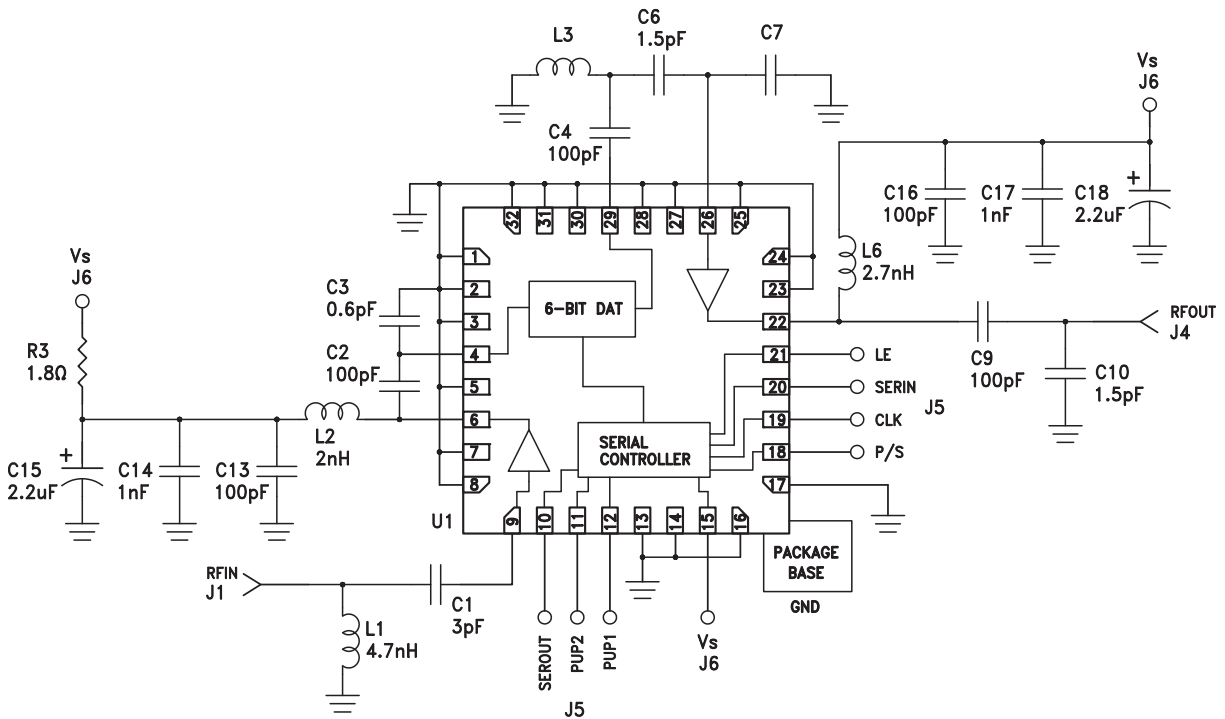 L3
C6
1.5pF
C7
Vs
J6
C4
100pF
C16
100pF
C17
1nF
+
C18
2.2uF
32
31
30
29
28
27
26
25
Vs
J6
1
2
3
4
5
6
7
8
24
23
22
21
20
19
18
17
L6
2.7nH
C3
0.6pF
6-BIT DAT
RFOUT
J4
R3
1.8Ω
C2
100pF
LE
SERIN
CLK
P/S
J5
C9
100pF
C10
1.5pF
L2
2nH
SERIAL
CONTROLLER
+
C15
2.2uF
C14
1nF
C13
100pF
U1
9
10
11
12
13
14
15
16
PACKAGE
BASE
GND
RFIN
J1
C1
3pF
L1
4.7nH
SEROUT
PUP2
PUP1
Vs
J6
J5